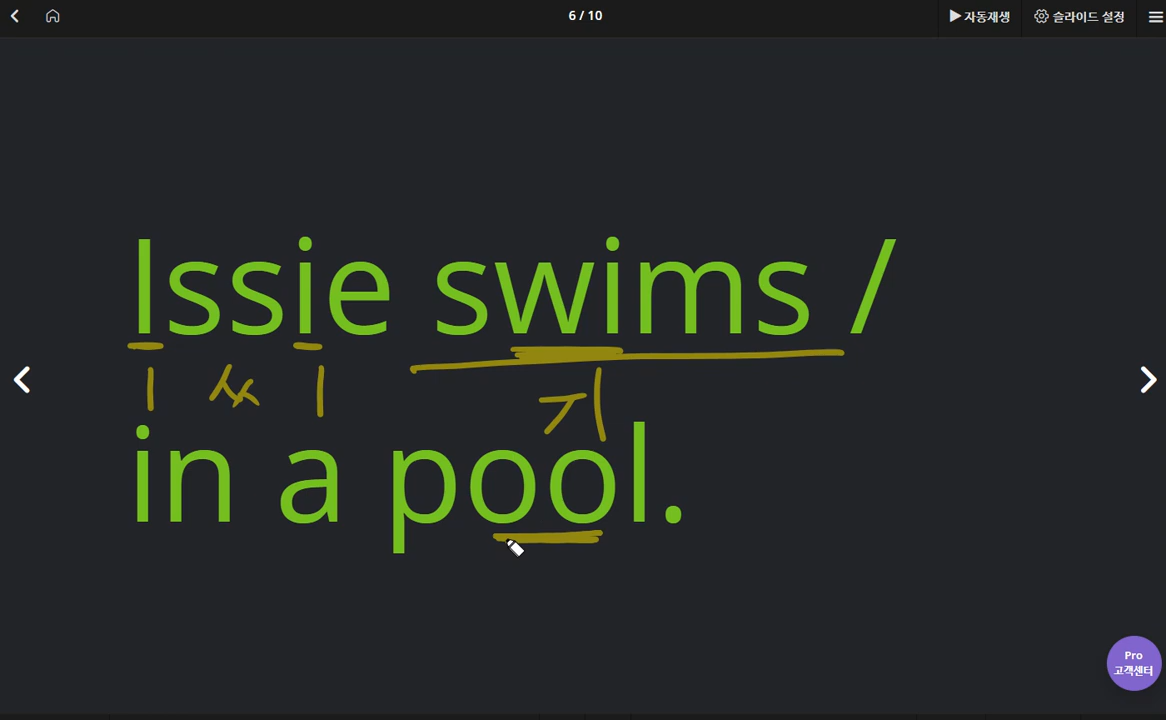 6 / 10
▶ 자동재생
슬라이드 설정
Issie swims /
ㅣ ㅆ ㅣ
in a pool.
Pro
고객센터